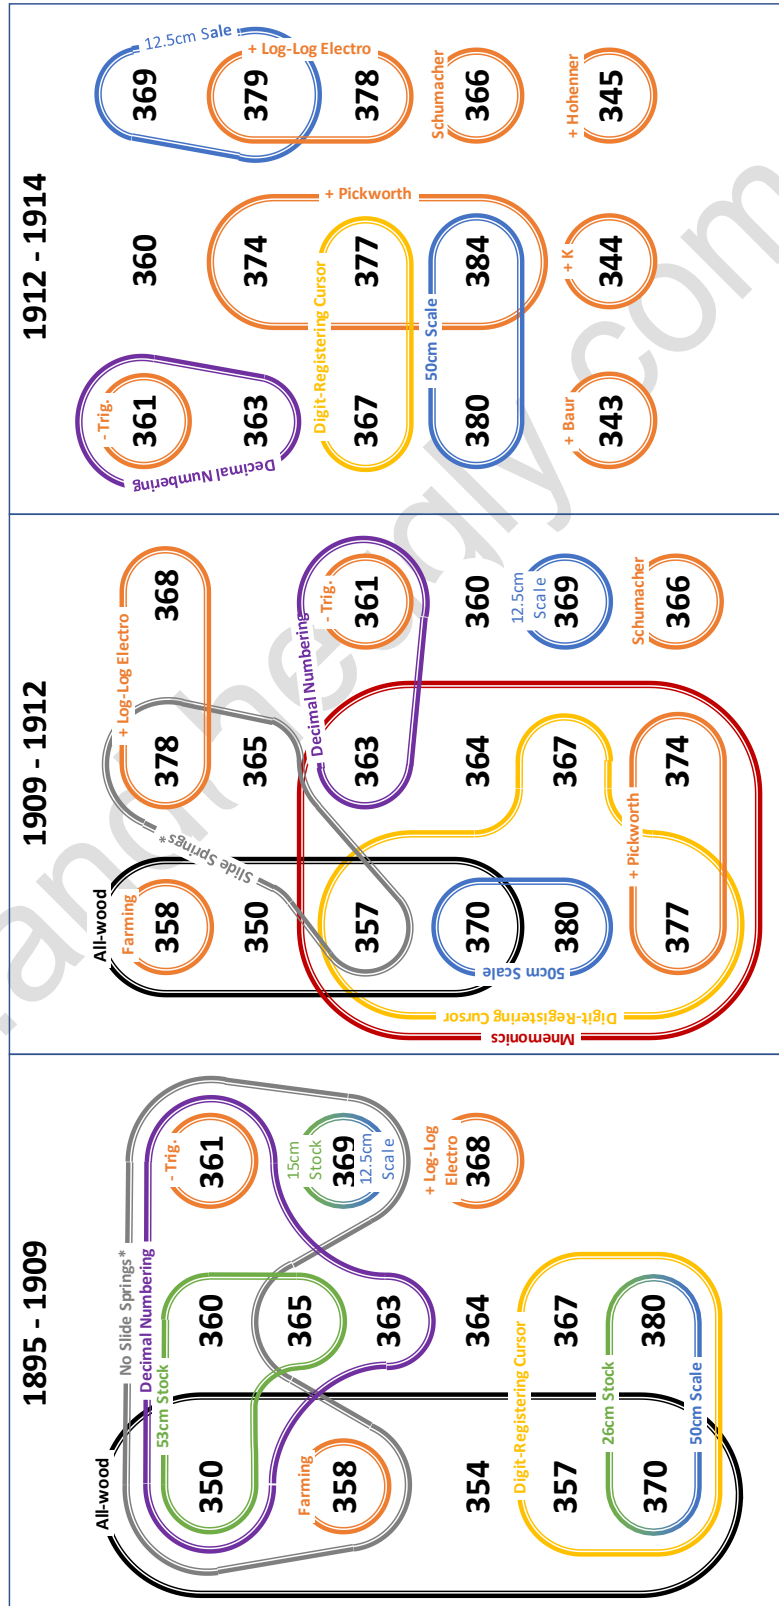 1895 - 1909
All-wood
No Slide Springs*
Decimal Numbering
53cm Stock
350
360
361
- Trig.
365
Farming
358
15cm
Stock
369
12.5cm
Scale
363
354
364
+ Log-Log
Electro
368
Digit-Registering Cursor
357
367
26cm Stock
370
380
50cm Scale
1909 - 1912
All-wood
Farming
358
+ Log-Log Electro
378
368
350
Slide Springs*
365
Decimal Numbering
357
363
- Trig.
361
370
364
360
50cm Scale
380
367
12.5cm
Scale
369
Digit-Registering Cursor
Mnemonics
+ Pickworth
377
374
Schumacher
366
1912 - 1914
- Trig.
361
360
12.5cm Sale
369
363
Decimal Numbering
374
+ Pickworth
+ Log-Log Electro
379
Digit-Registering Cursor
367
377
378
50cm Scale
380
384
Schumacher
366
+ Baur
343
+ K
344
+ Hohenner
345